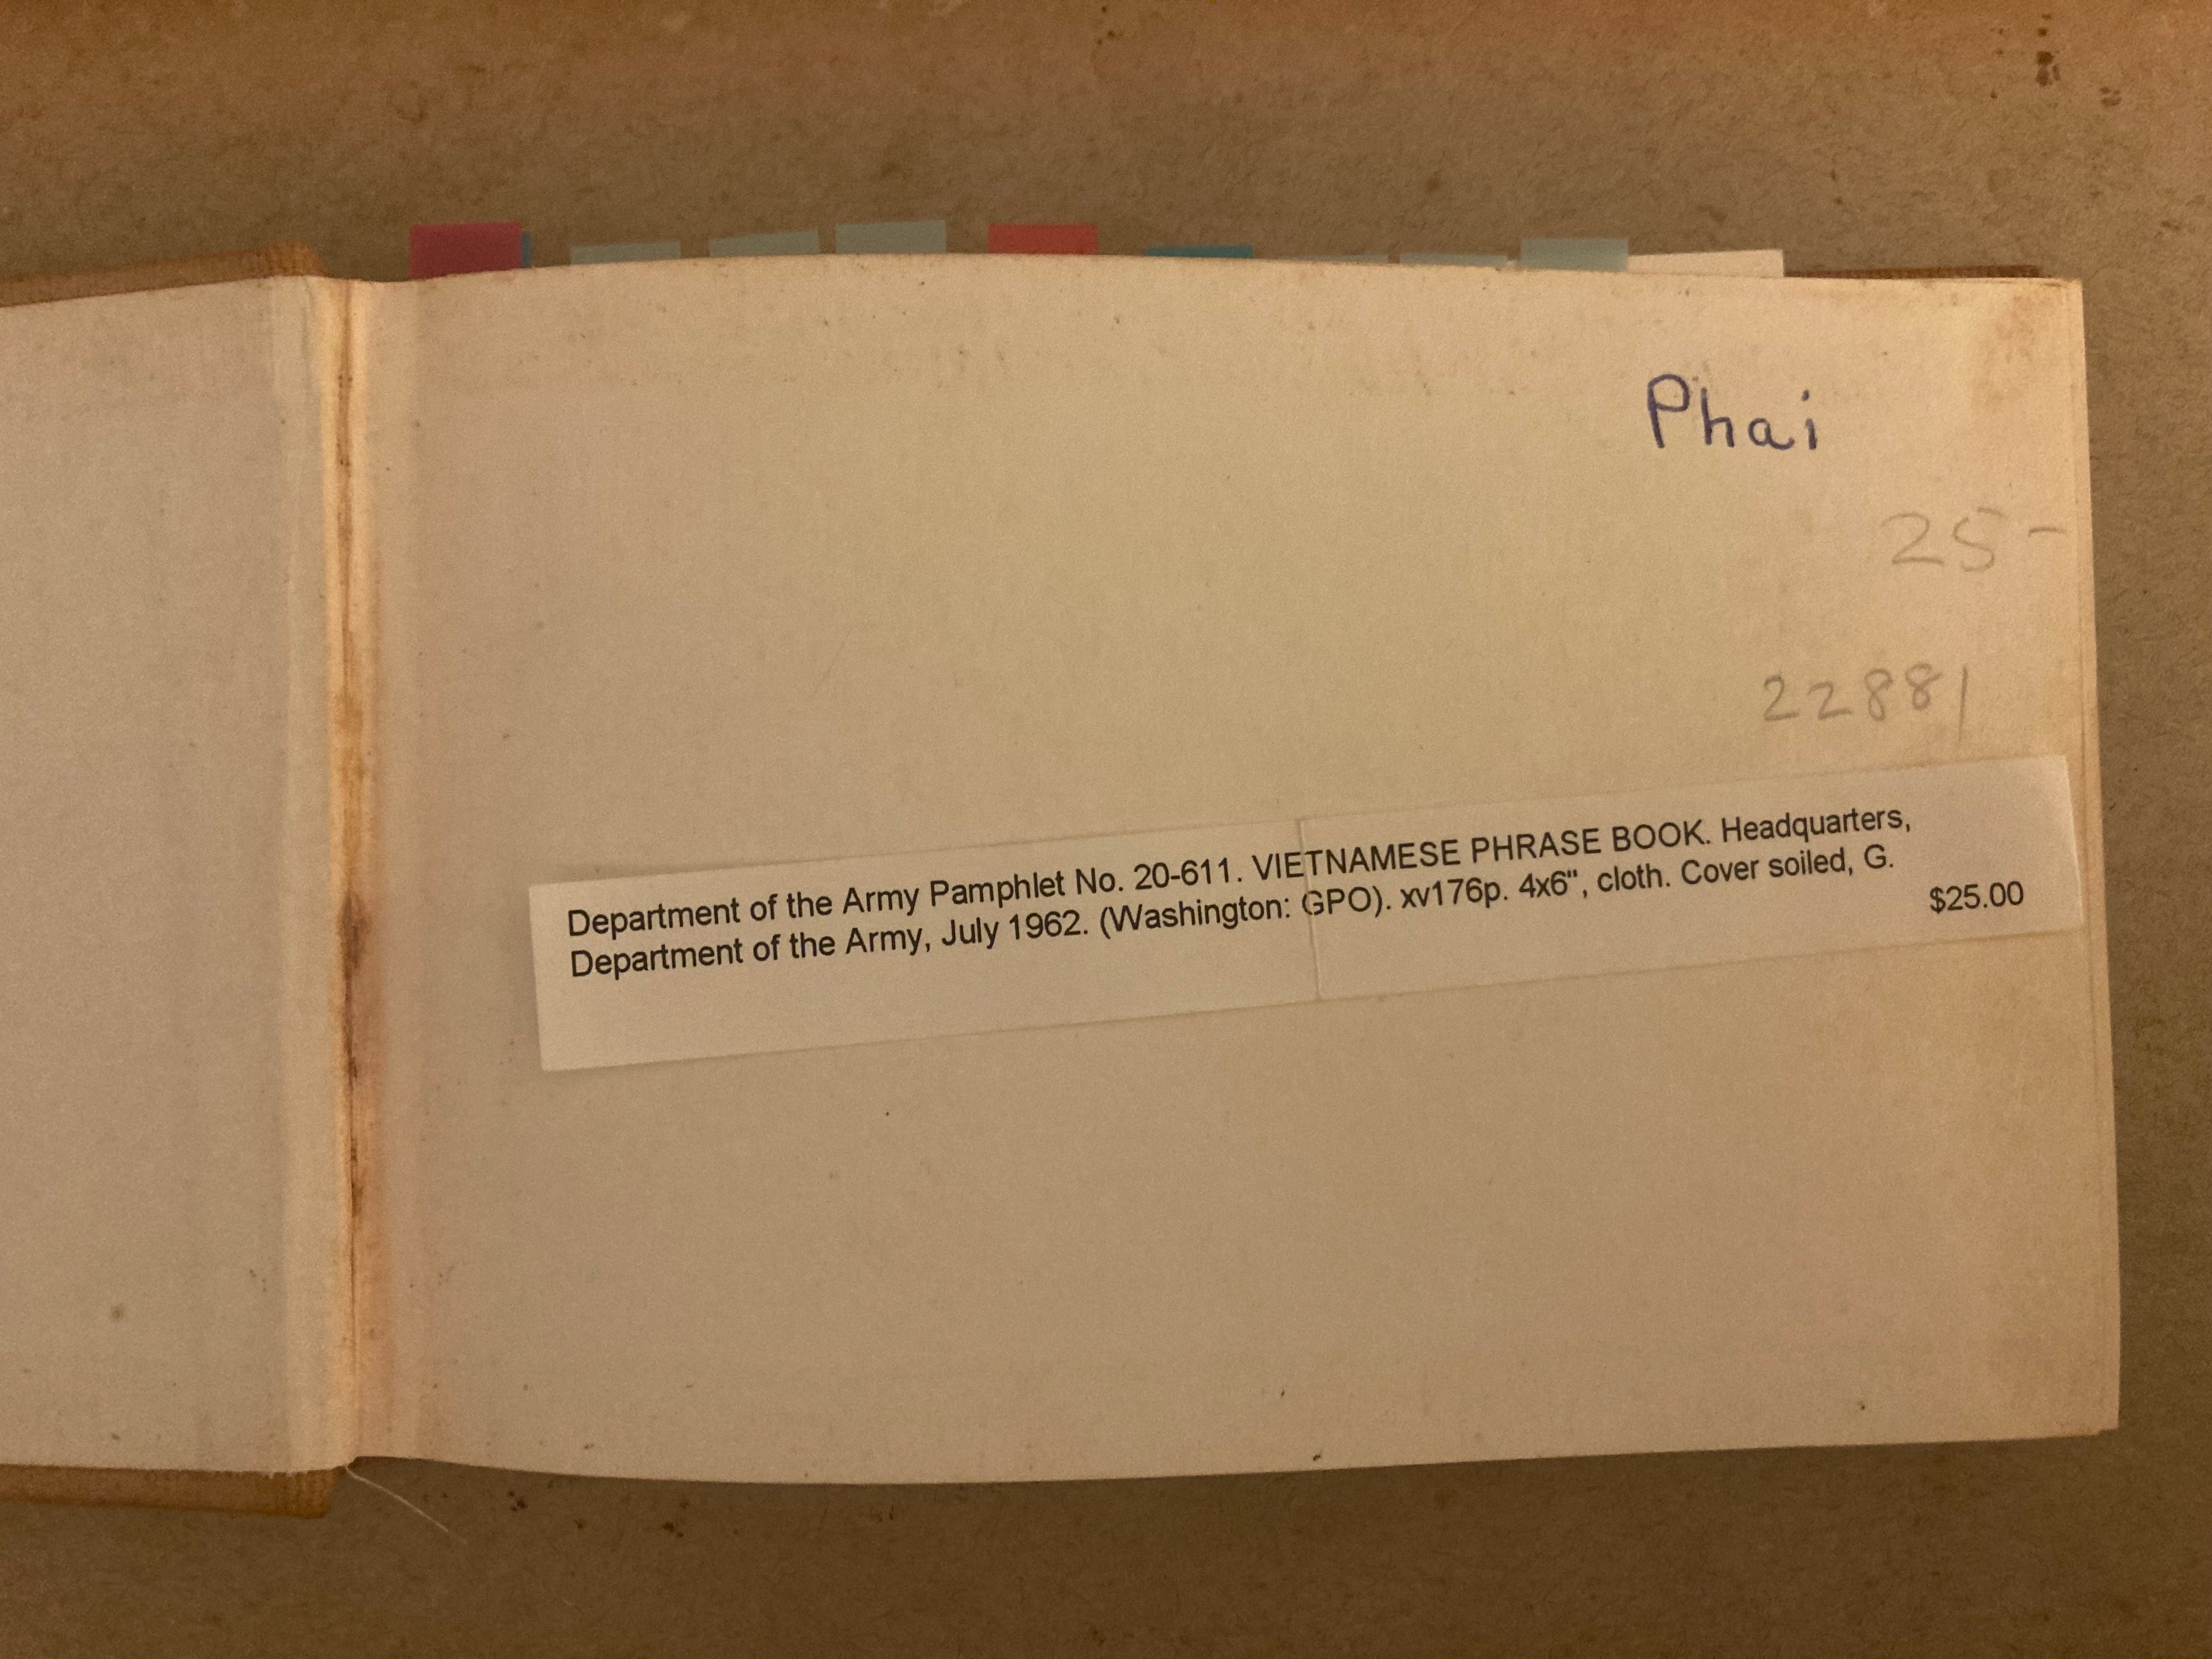 Phai
25-
22881
Department of the Army Pamphlet No. 20-611. VIETNAMESE PHRASE BOOK. Headquarters,
Department of the Army, July 1962. (Washington: GPO). xv176p. 4x6", cloth. Cover soiled, G.
$25.00